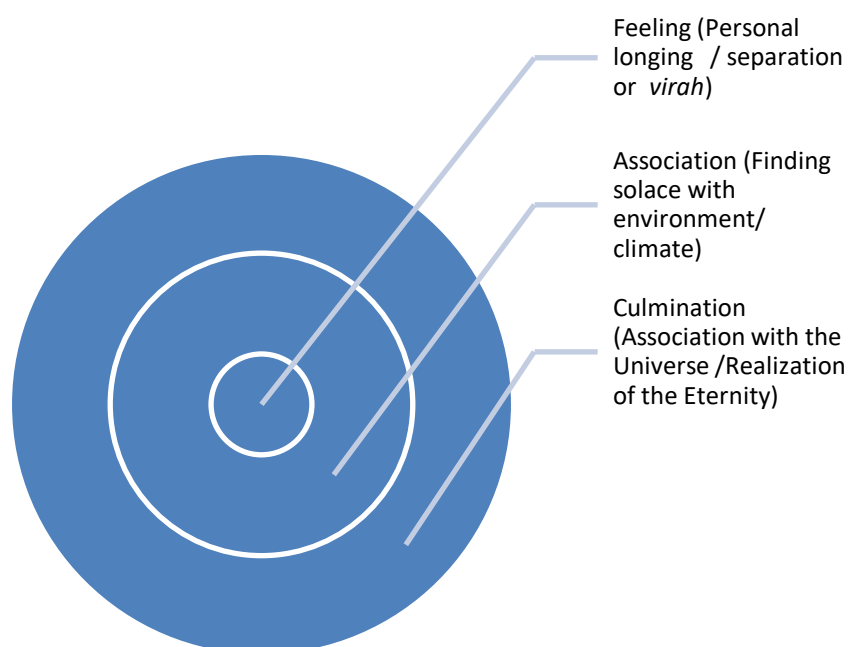 Feeling (Personal
longing / separation
or virah)
Association (Finding
solace with
environment/
climate)
Culmination
(Association with the
Universe /Realization
of the Eternity)